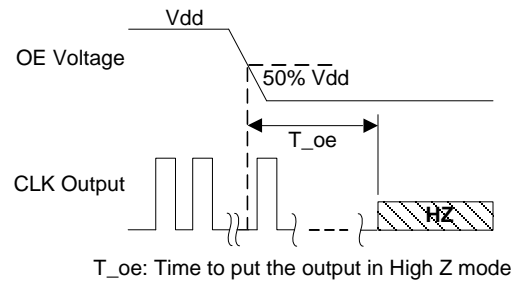 Vdd
OE Voltage
50% Vdd
T_oe
CLK Output
HZ
T_oe: Time to put the output in High Z mode